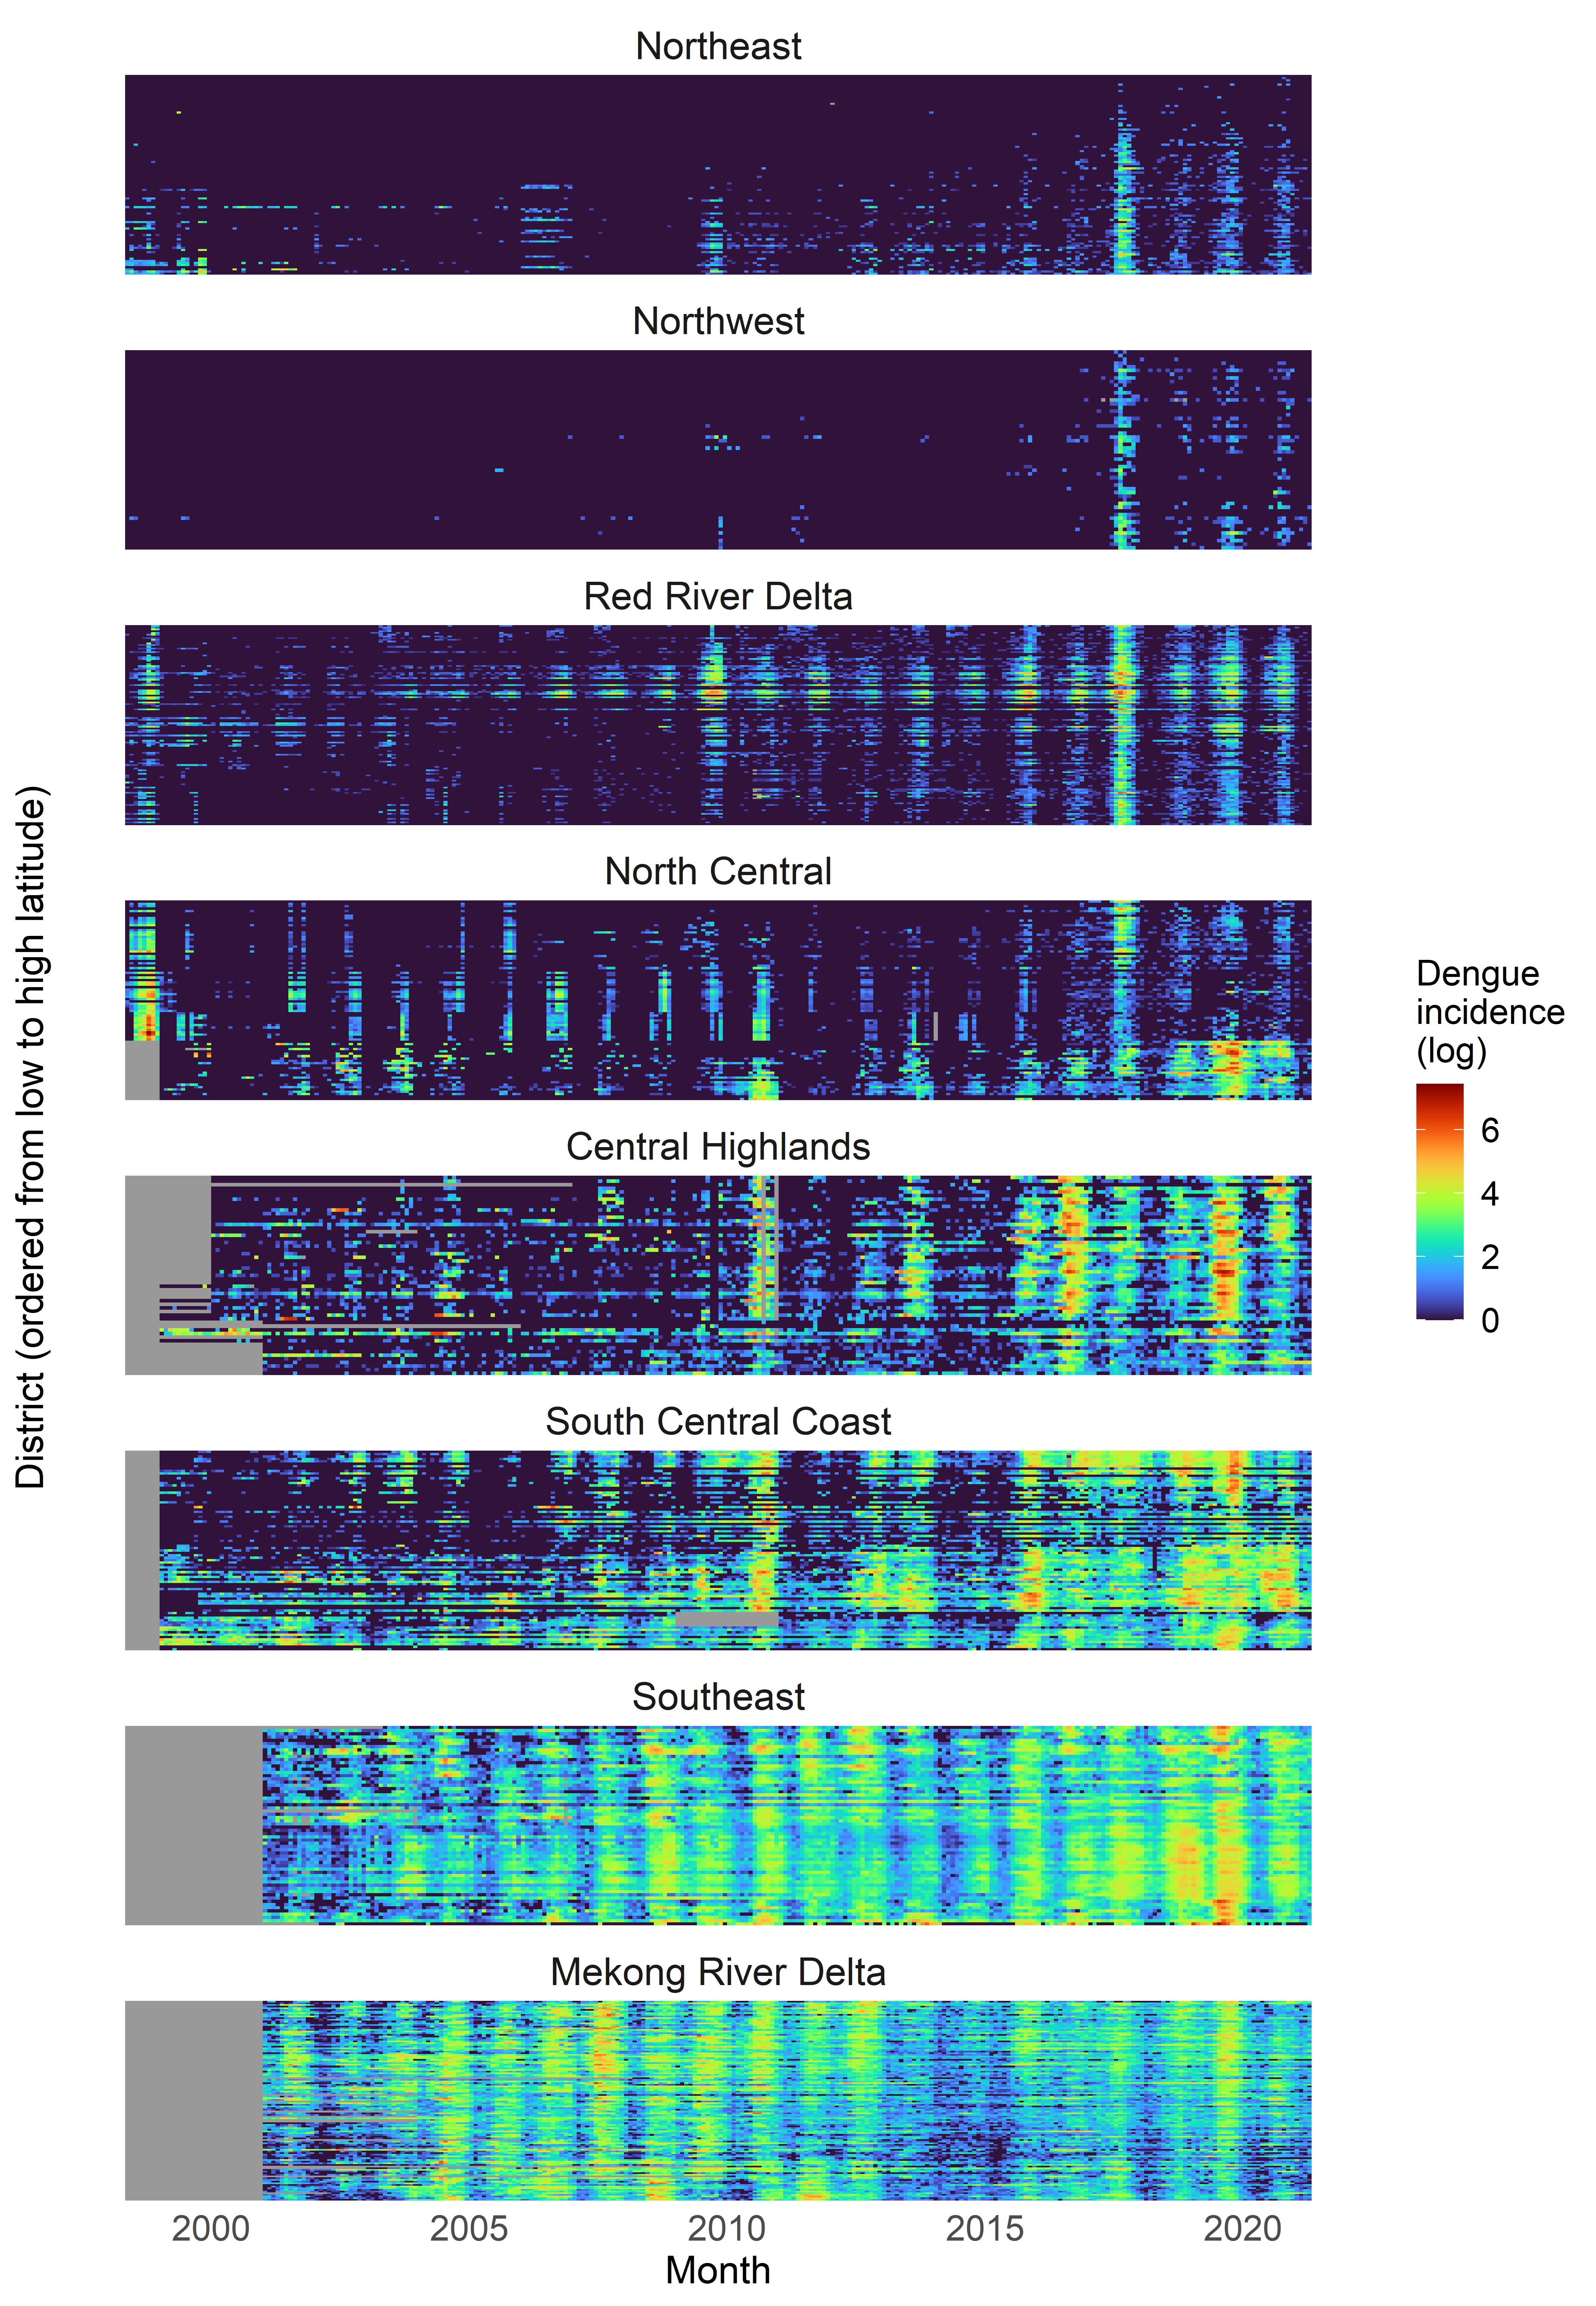 Northeast
Northwest
Red River Delta
North Central
Central Highlands
South Central Coast
Southeast
Mekong River Delta
District (ordered from low to high latitude)
2000 2005 2010 2015 2020
Month
Dengue
incidence
(log)
6
4
2
0